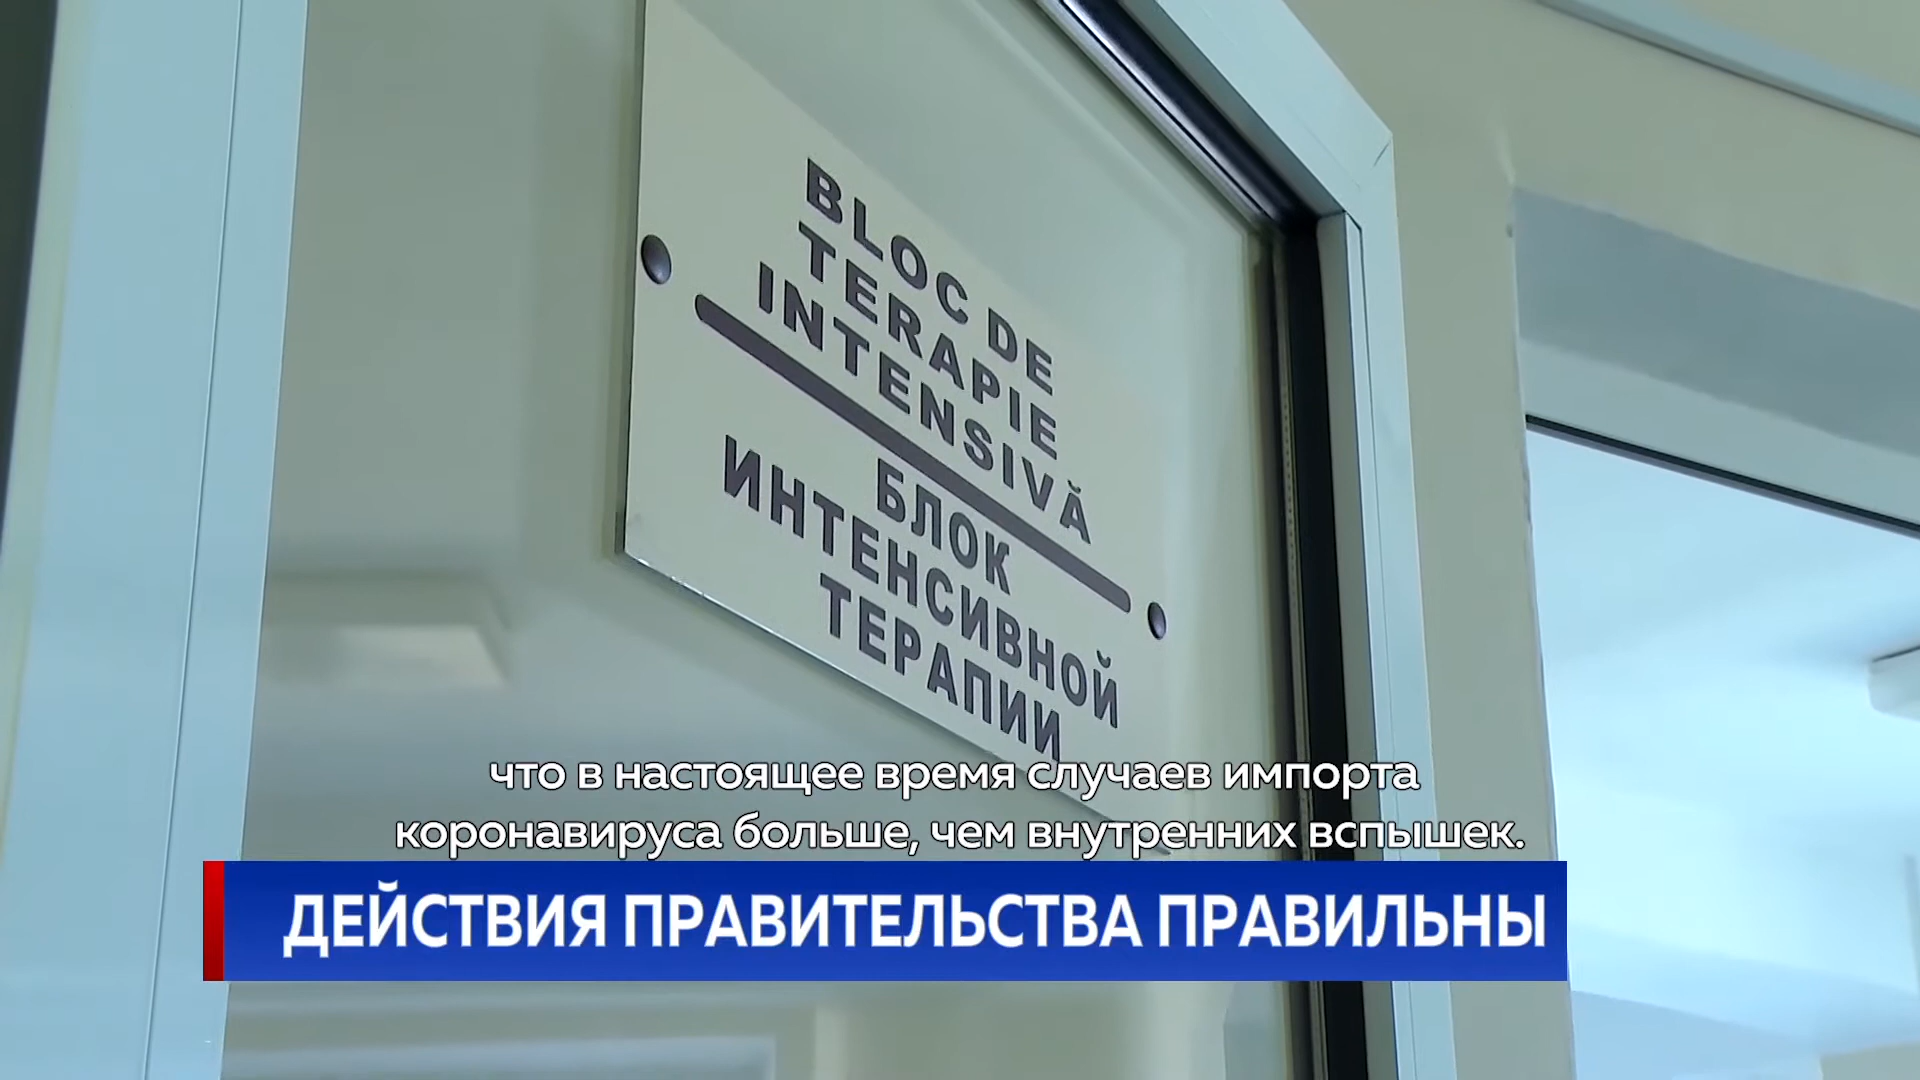 BLOC DE
TERAPIE
INTENSIVĂ
БЛОК
ИНТЕНСИВНОЙ
ТЕРАПИИ
что в настоящее время случаев импорта
коронавируса больше, чем внутренних вспышек.
ДЕЙСТВИЯ ПРАВИТЕЛЬСТВА ПРАВИЛЬНЫ